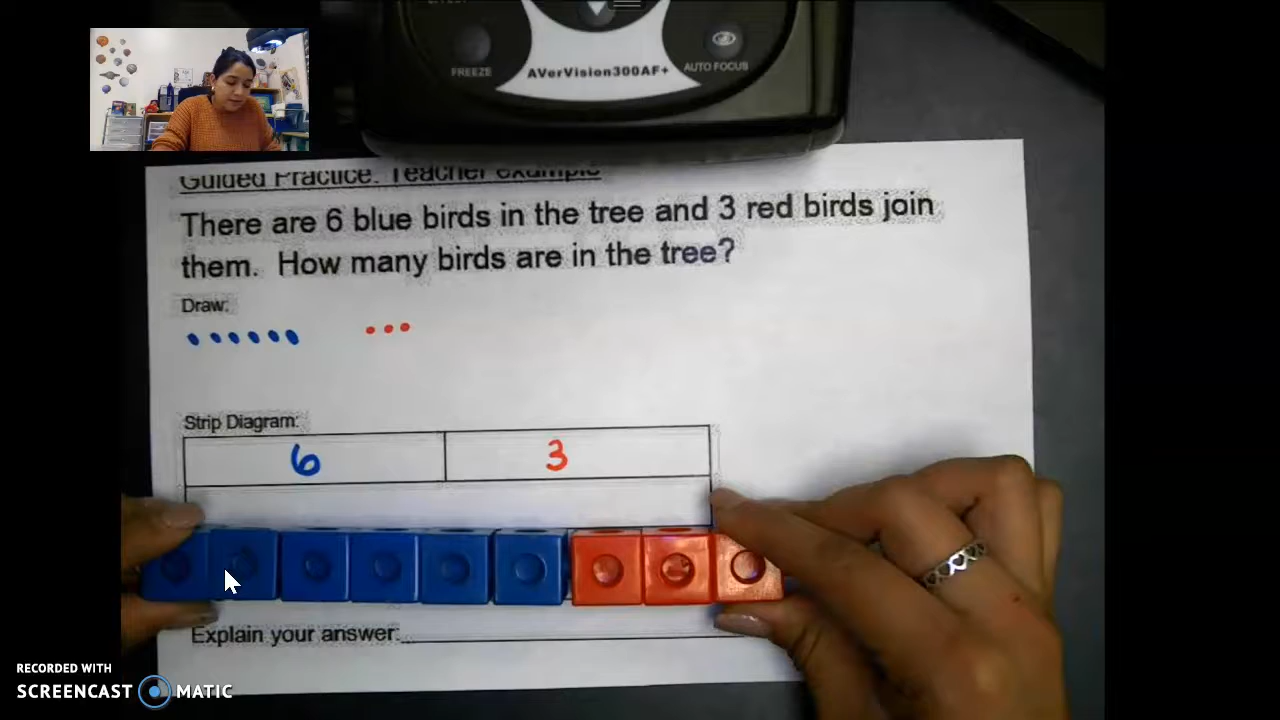 FREEZE
AVerVision300AF+
AUTO FOCUS
Guided Practice: Teacher example
There are 6 blue birds in the tree and 3 red birds join
them. How many birds are in the tree?
Draw:
Strip Diagram:
6 3
Explain your answer:
RECORDED WITH
SCREENCAST MATIC